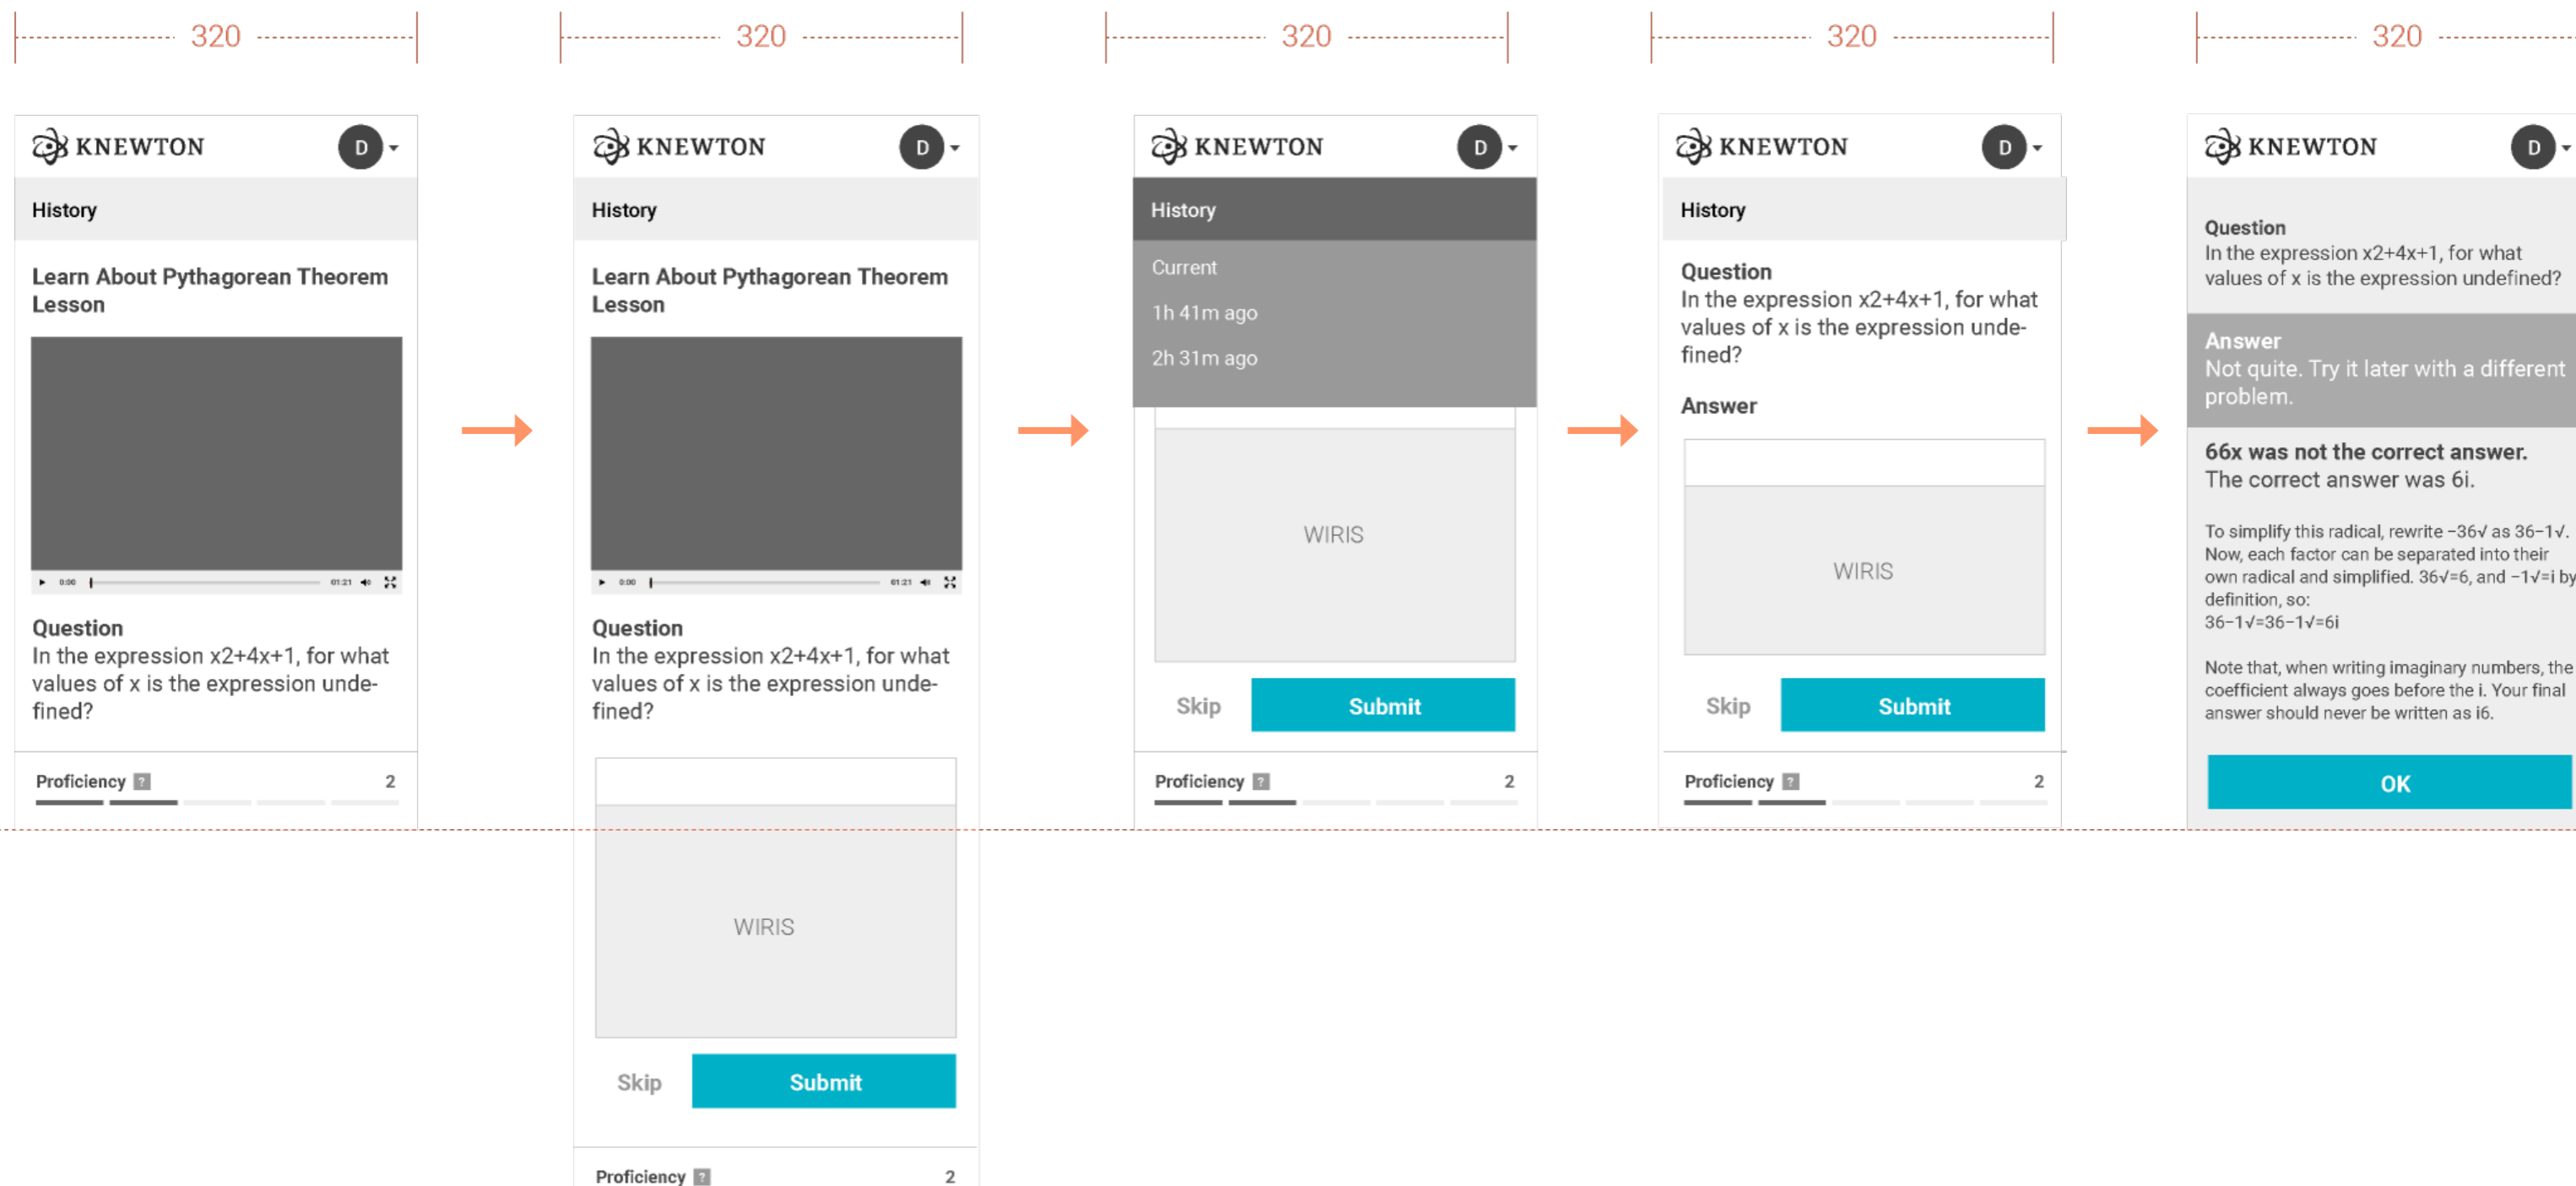 320
320
320
320
320
KNEWTON
D
History
Learn About Pythagorean Theorem
Lesson
0:00
01:21
Question
In the expression x2+4x+1, for what
values of x is the expression unde-
fined?
Proficiency ?
2
KNEWTON
D
History
Learn About Pythagorean Theorem
Lesson
0:00
01:21
Question
In the expression x2+4x+1, for what
values of x is the expression unde-
fined?
WIRIS
Skip
Submit
Proficiency ?
2
KNEWTON
D
History
Current
1h 41m ago
2h 31m ago
WIRIS
Skip
Submit
Proficiency ?
2
KNEWTON
D
History
Question
In the expression x2+4x+1, for what
values of x is the expression unde-
fined?
Answer
WIRIS
Skip
Submit
Proficiency ?
2
KNEWTON
D
Question
In the expression x2+4x+1, for what
values of x is the expression undefined?
Answer
Not quite. Try it later with a different
problem.
66x was not the correct answer.
The correct answer was 6i.
To simplify this radical, rewrite −36√ as 36−1√.
Now, each factor can be separated into their
own radical and simplified. 36√=6, and −1√=i by
definition, so:
36−1√=36−1√=6i
Note that, when writing imaginary numbers, the
coefficient always goes before the i. Your final
answer should never be written as i6.
OK